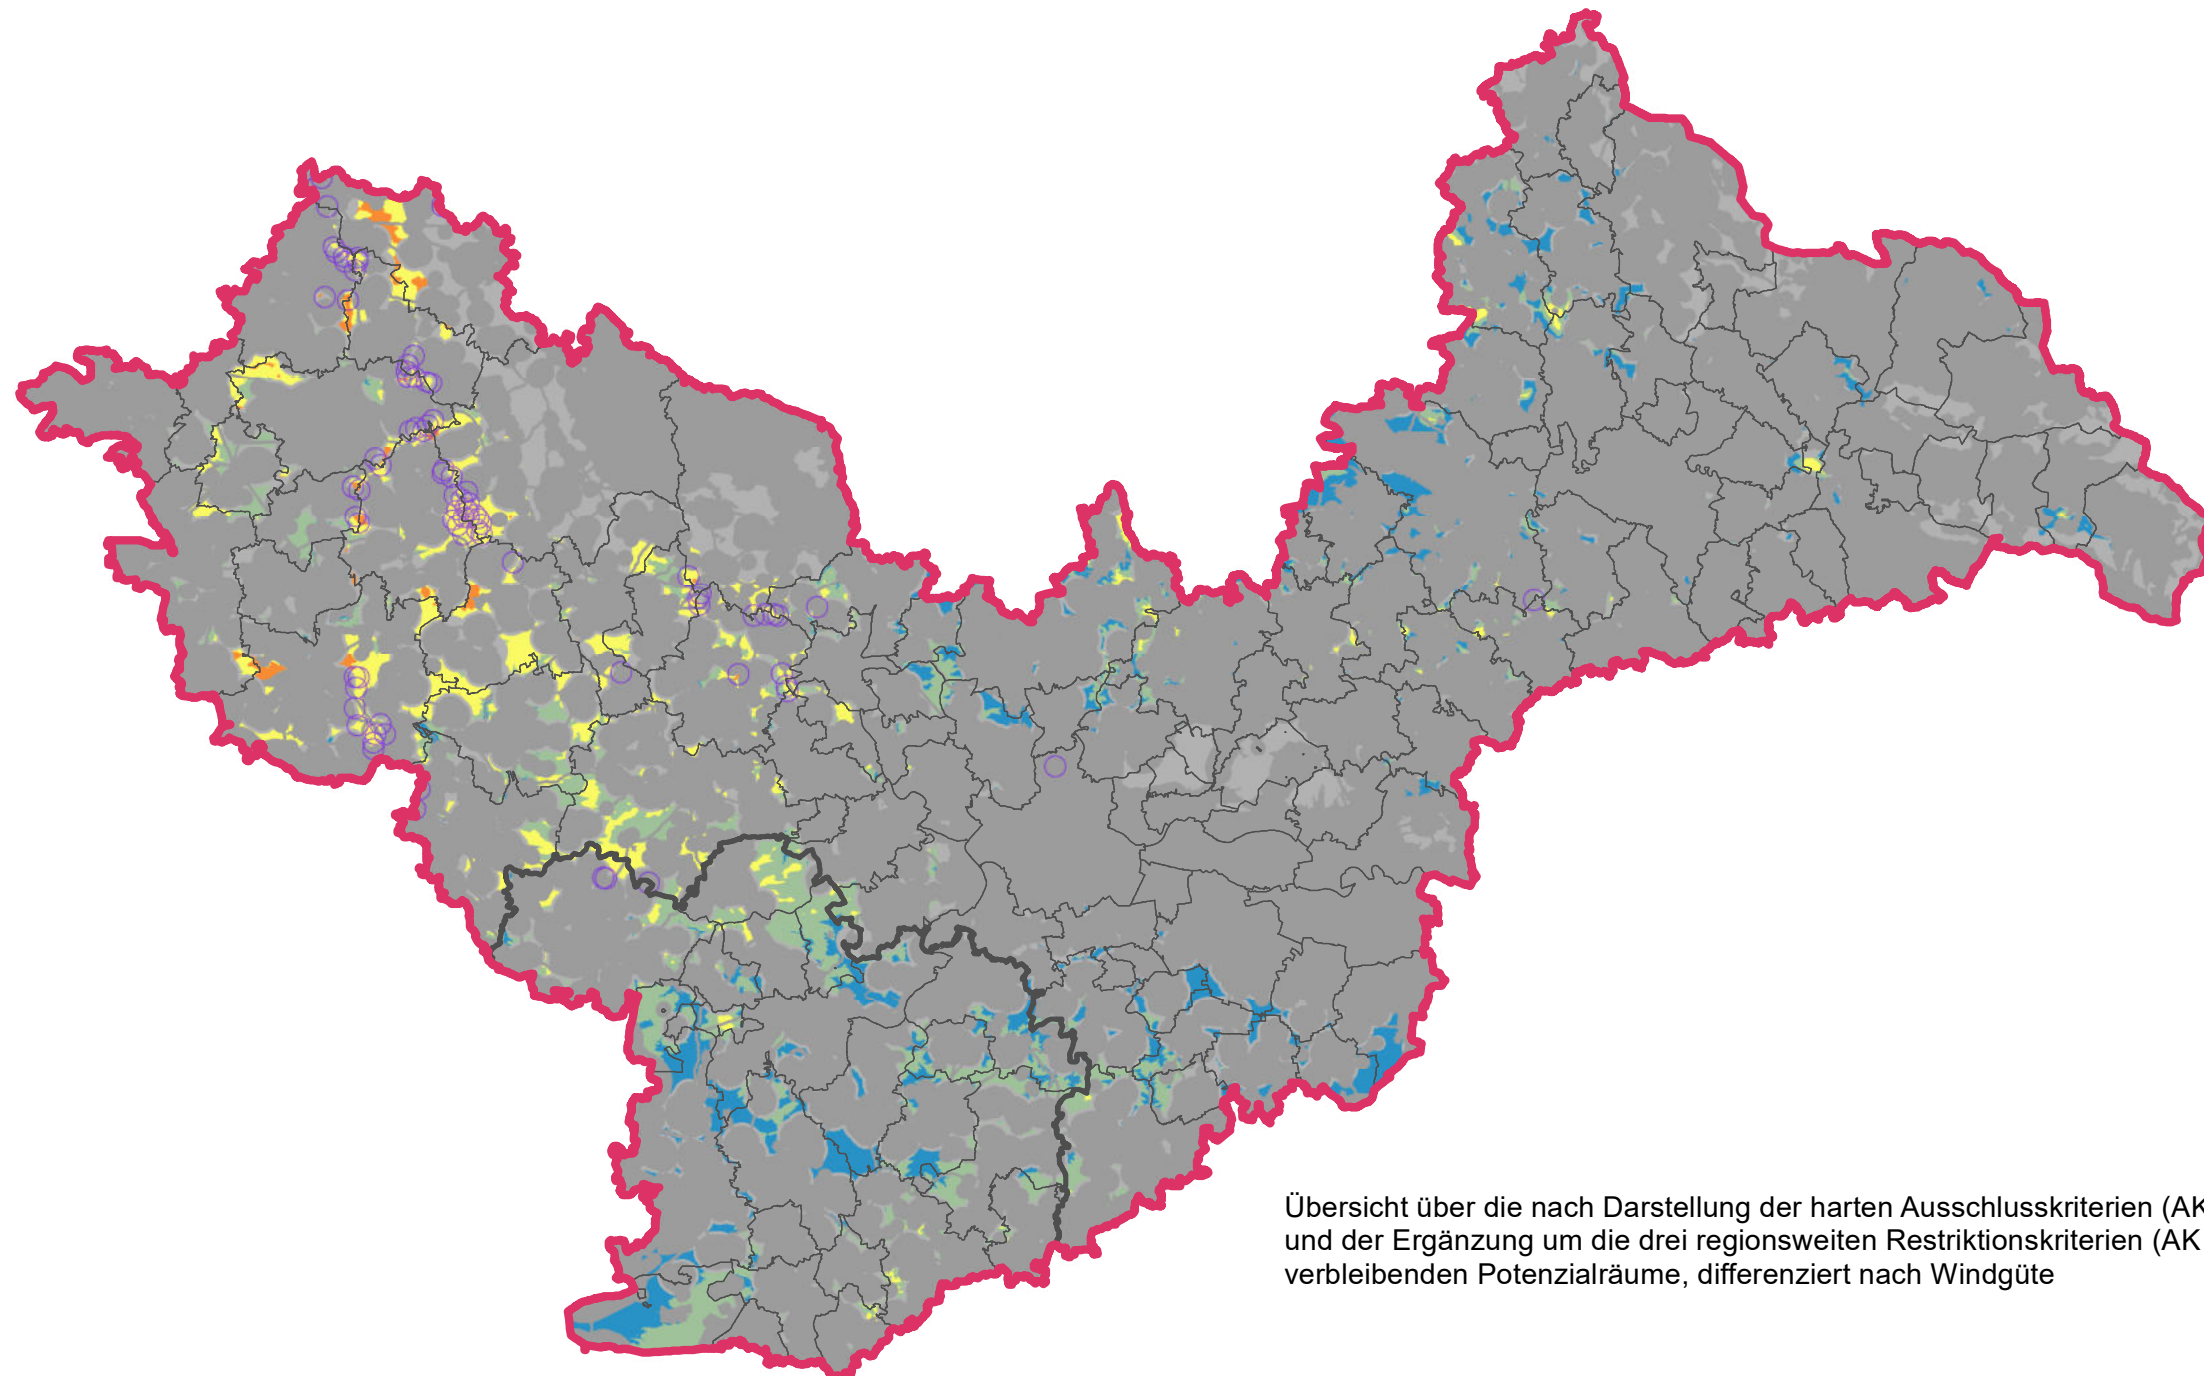 Übersicht über die nach Darstellung der harten Ausschlusskriterien (AK
und der Ergänzung um die drei regionsweiten Restriktionskriterien (AK
verbleibenden Potenzialräume, differenziert nach Windgüte